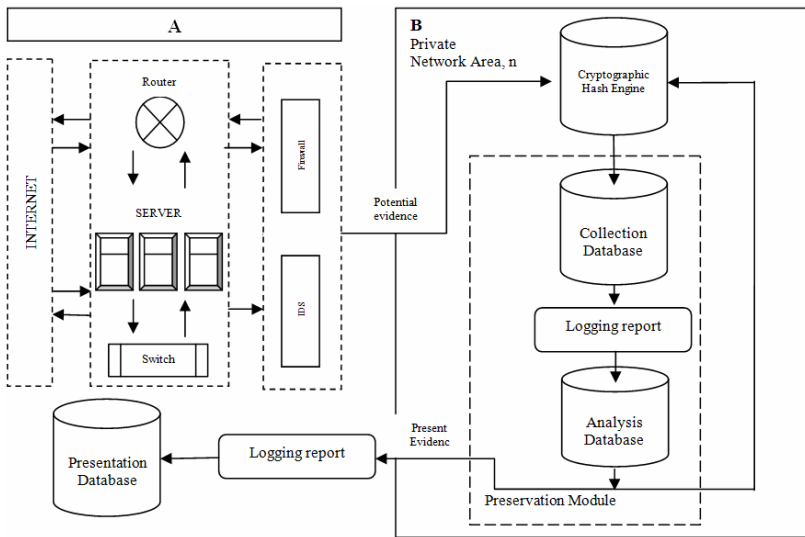 A
INTERNET
Router
SERVER
Switch
Firewall
IDS
Potential
evidence
B
Private
Network Area, n
Cryptographic
Hash Engine
Collection
Database
Logging report
Analysis
Database
Preservation Module
Present
Evidenc
Logging report
Presentation
Database